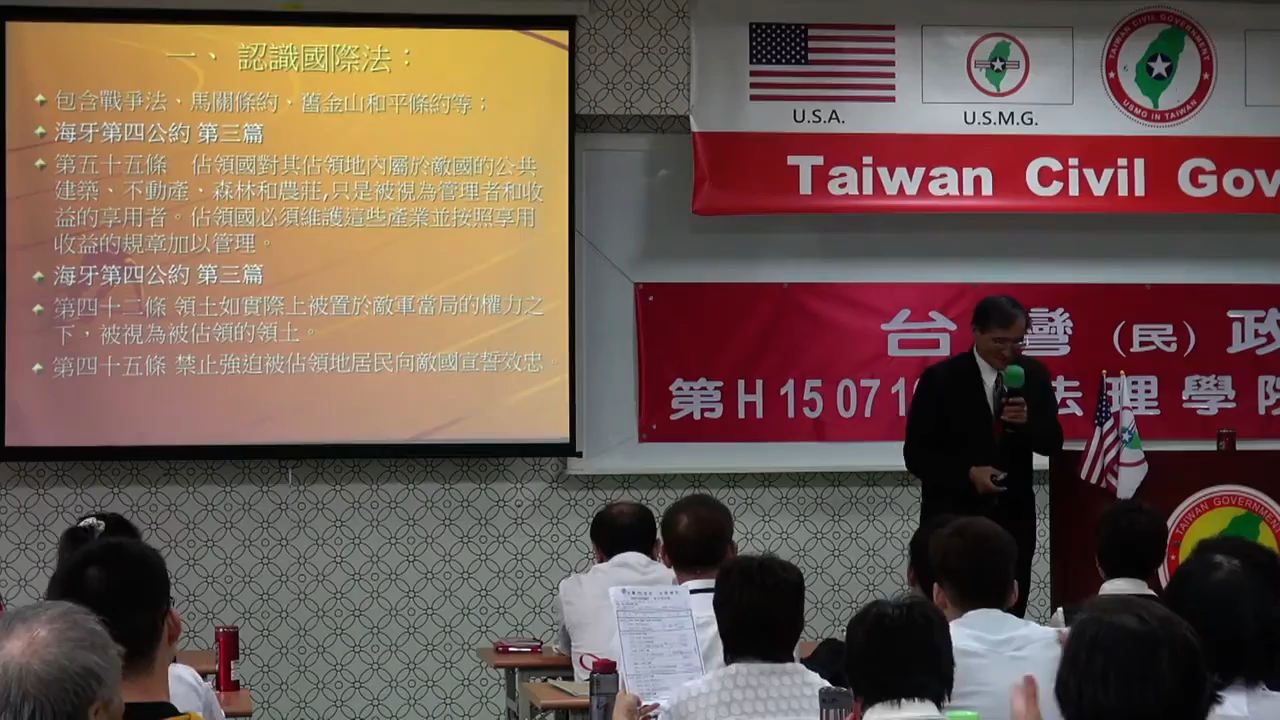 一、認識國際法：
包含戰爭法、馬關條約、舊金山和平條約等；
海牙第四公約 第三篇
第五十五條 佔領國對其佔領地內屬於敵國的公共
建築、不動產、森林和農莊,只是被視為管理者和收
益的享用者。佔領國必須維護這些產業並按照享用
收益的規章加以管理。
海牙第四公約 第三篇
第四十二條 領土如實際上被置於敵軍當局的權力之
下，被視為被佔領的領土。
第四十五條 禁止強迫被佔領地居民向敵國宣誓效忠。
U.S.A.
U.S.M.G.
TAIWAN CIVIL GOVERNMENT
USMG IN TAIWAN
Taiwan Civil Gov
台灣（民）政
第H 15 07 1 法理學院
TAIWAN GOVERNMENT